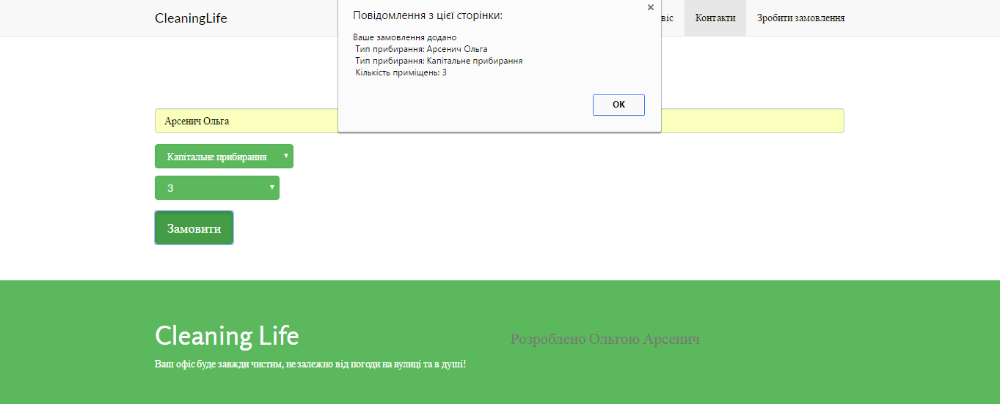 CleaningLife
віс
Контакти
Зробити замовлення
Повідомлення з цієї сторінки:
Ваше замовлення додано
Тип прибирання: Арсенич Ольга
Тип прибирання: Капітальне прибирання
Кількість приміщень: 3
OK
Арсенич Ольга
Капітальне прибирання
3
Замовити
Cleaning Life
Розроблено Ольгою Арсенич
Ваш офіс буде завжди чистим, не залежно від погоди на вулиці та в душі!